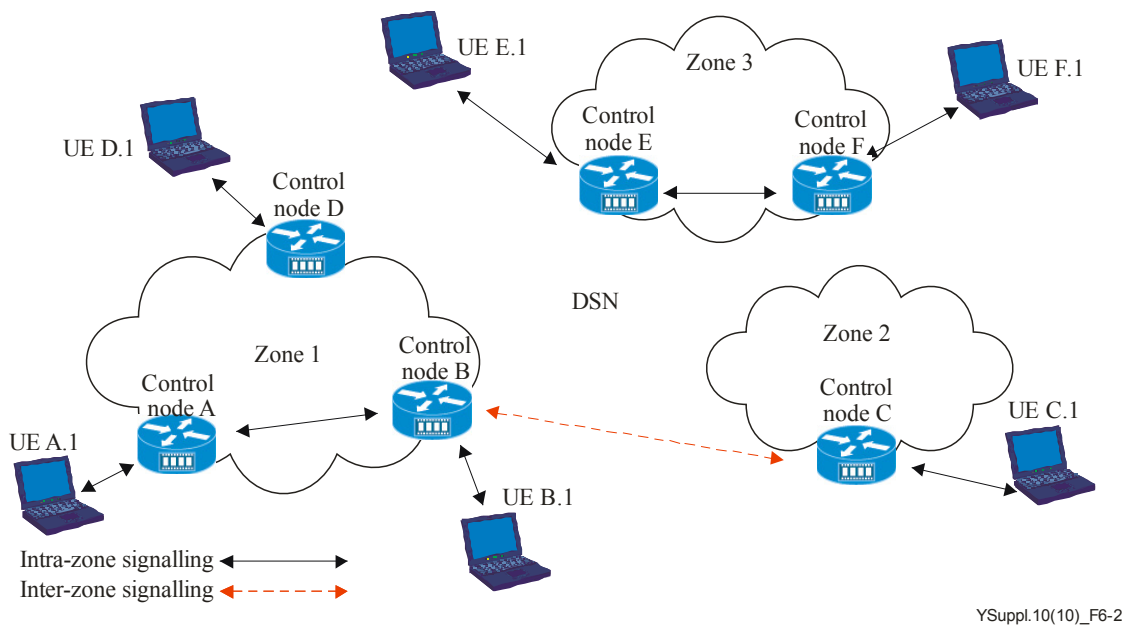 UE E.1
Zone 3
UE F.1
Control
node E
Control
node F
UE D.1
Control
node D
DSN
Zone 1
Control
node B
Zone 2
Control
node A
Control
node C
UE A.1
UE C.1
UE B.1
Intra-zone signalling
Inter-zone signalling
YSuppl.10(10)_F6-2